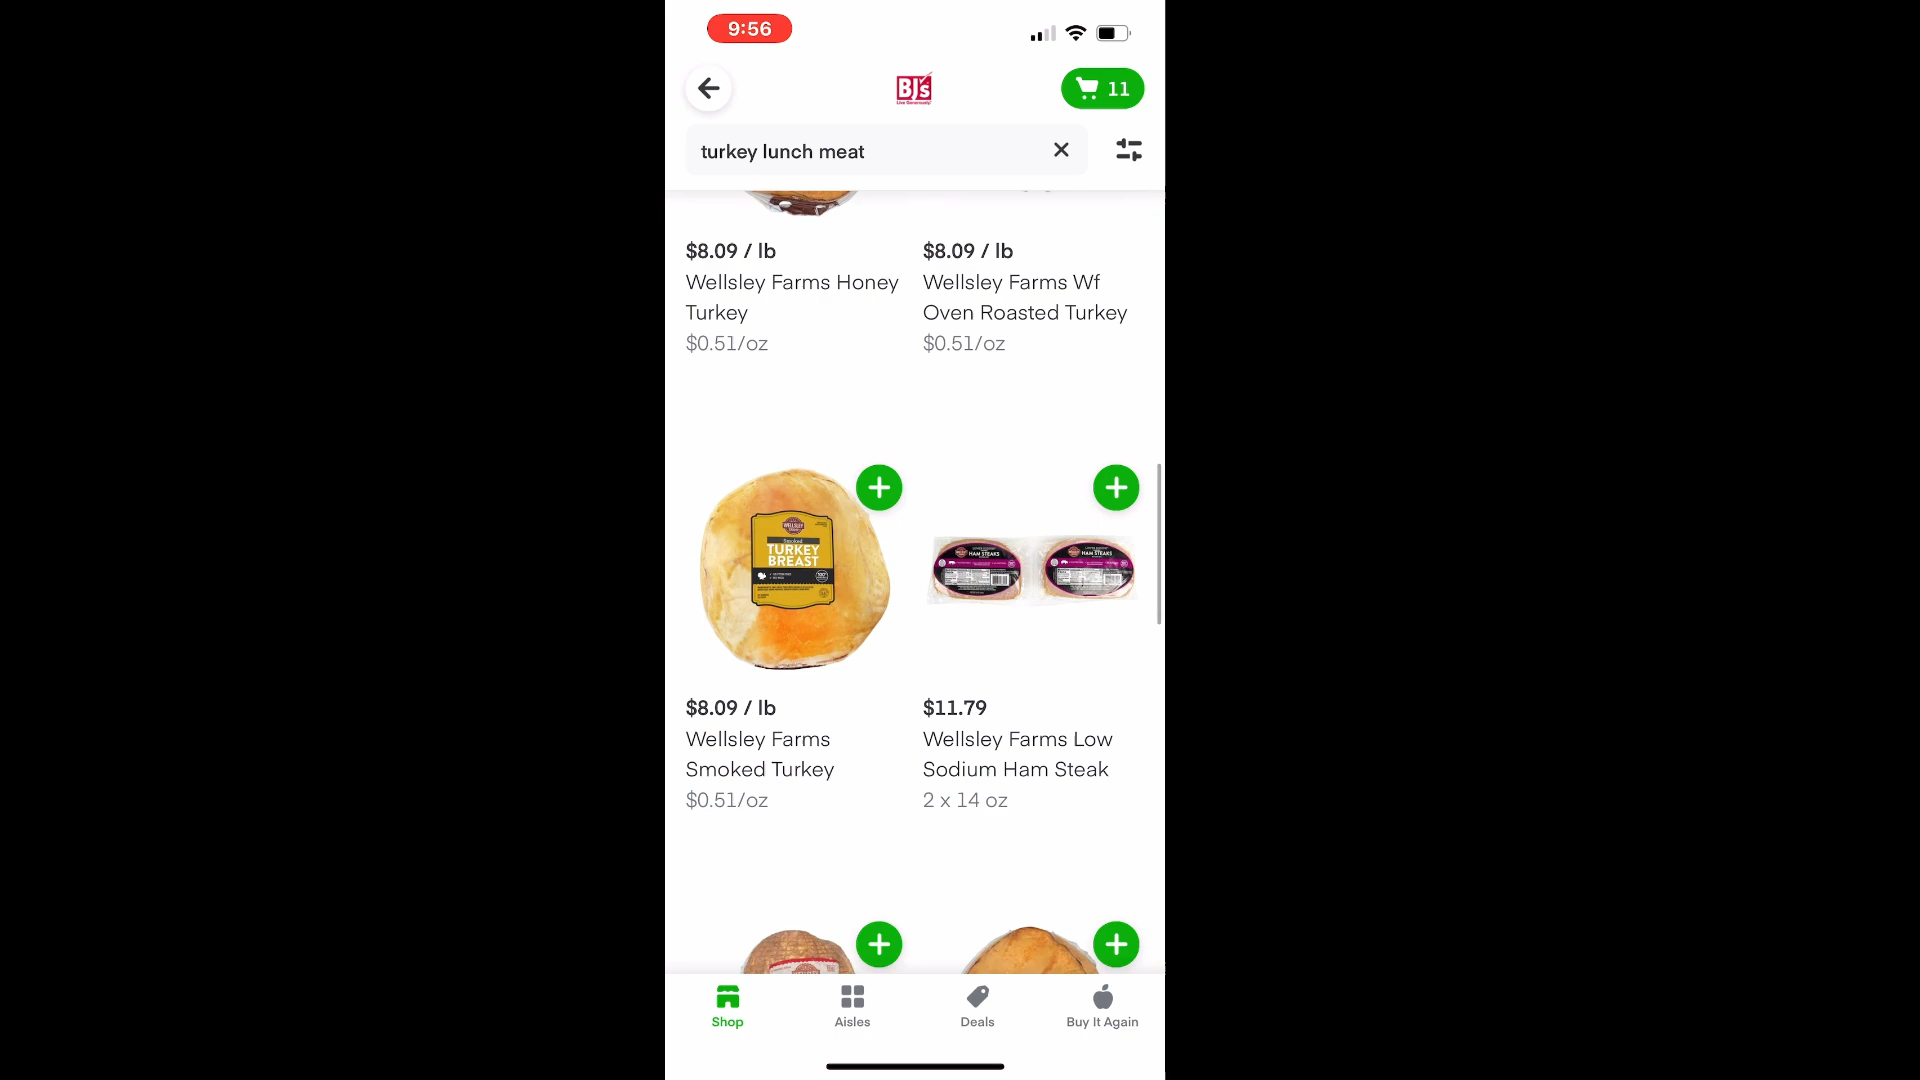 9:56
BJ's
11
turkey lunch meat
$8.09 / lb
$8.09 / lb
Wellsley Farms Honey
Turkey
Wellsley Farms Wf
Oven Roasted Turkey
$0.51/oz
$0.51/oz
WELLSLEY
Smoked
TURKEY
BREAST
HAM STEAKS
HAM STEAKS
$8.09 / lb
$11.79
Wellsley Farms
Smoked Turkey
Wellsley Farms Low
Sodium Ham Steak
$0.51/oz
2 x 14 oz
Shop
Aisles
Deals
Buy It Again